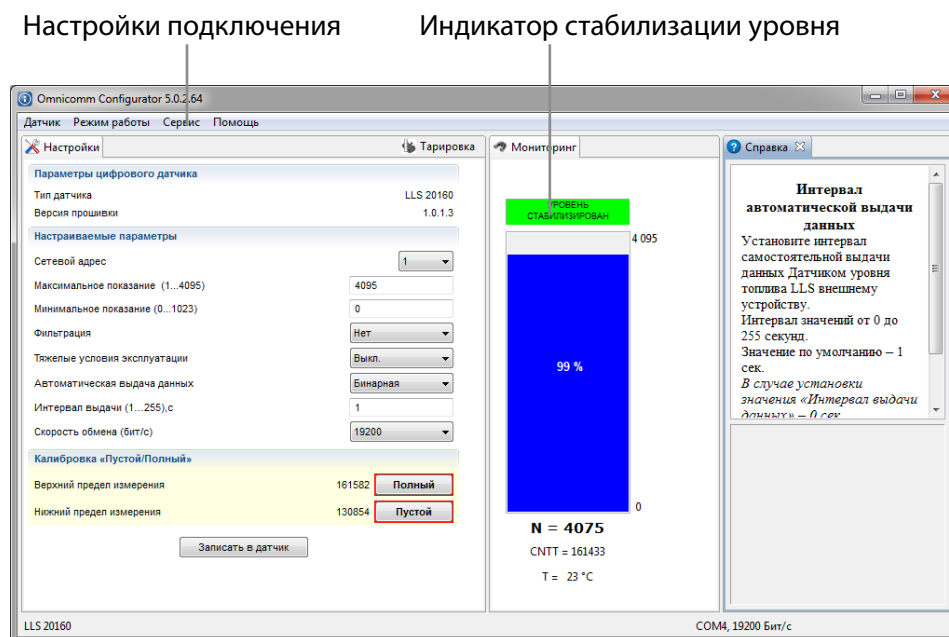 Настройки подключения
Индикатор стабилизации уровня
Omnicomm Configurator 5.0.2.64
Датчик Режим работы Сервис Помощь
Настройки
Тарировка
Параметры цифрового датчика
Тип датчика LLS 20160
Версия прошивки 1.0.1.3
Настраиваемые параметры
Сетевой адрес 1
Максимальное показание (1...4095) 4095
Минимальное показание (0...1023) 0
Фильтрация Нет
Тяжелые условия эксплуатации Выкл.
Автоматическая выдача данных Бинарная
Интервал выдачи (1...255),с 1
Скорость обмена (бит/с) 19200
Калибровка «Пустой/Полный»
Верхний предел измерения 161582 Полный
Нижний предел измерения 130854 Пустой
Записать в датчик
Мониторинг
УРОВЕНЬ
СТАБИЛИЗИРОВАН
4 095
99 %
0
N = 4075
CNTT = 161433
T = 23 °C
Справка
Интервал
автоматической выдачи
данных
Установите интервал
самостоятельной выдачи
данных Датчиком уровня
топлива LLS внешнему
устройству.
Интервал значений от 0 до
255 секунд.
Значение по умолчанию – 1
сек.
В случае установки
значения «Интервал выдачи
данных» – 0 сек
LLS 20160
COM4, 19200 Бит/с